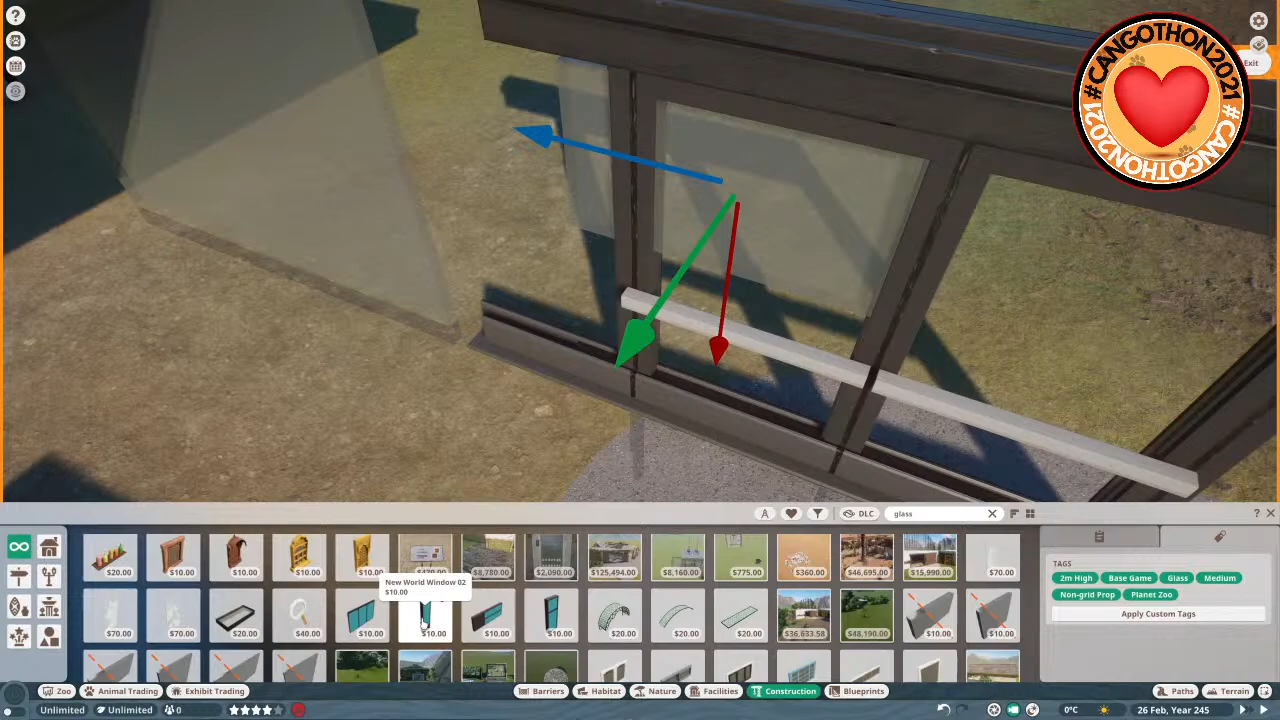 #CANGOTHON2021
#CANGOTHON2021
Exit
DLC
glass
$20.00
$10.00
$10.00
$10.00
$10.00
$8,780.00
$2,090.00
$125,494.00
$8,160.00
$775.00
$360.00
$46,695.00
$15,990.00
$70.00
New World Window 02
$10.00
$70.00
$70.00
$20.00
$40.00
$10.00
$10.00
$10.00
$10.00
$20.00
$20.00
$20.00
$36,633.58
$48,190.00
$10.00
$10.00
TAGS
2m High
Base Game
Glass
Medium
Non-grid Prop
Planet Zoo
Apply Custom Tags
Zoo
Animal Trading
Exhibit Trading
Barriers
Habitat
Nature
Facilities
Construction
Blueprints
Paths
Terrain
Unlimited
Unlimited
0
0°C
26 Feb, Year 245